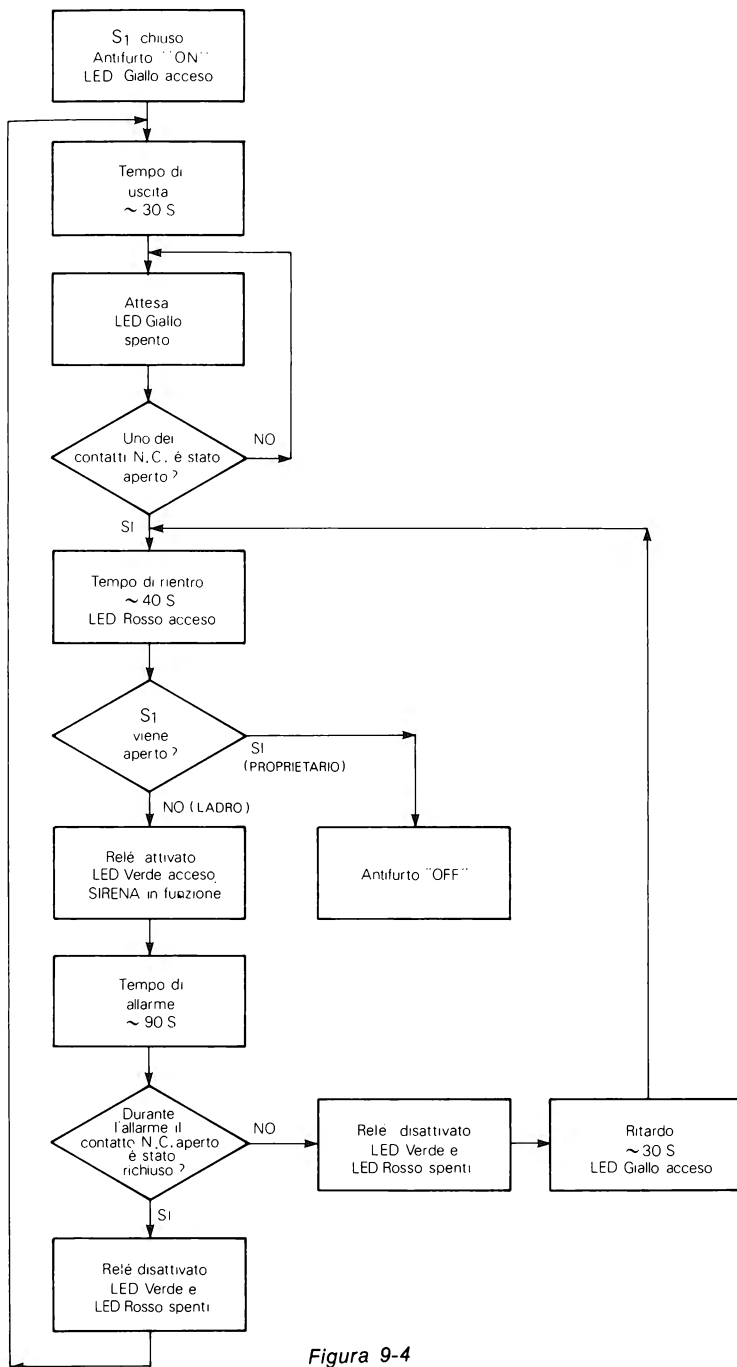 S1 chiuso
Antifurto "ON"
LED Giallo acceso
Tempo di
uscita
~ 30 S
Attesa
LED Giallo
spento
Uno dei
contatti N.C. é stato
aperto?
NO
SI
Tempo di rientro
~ 40 S
LED Rosso acceso
S1
viene
aperto?
SI
(PROPRIETARIO)
NO (LADRO)
Relé attivato
LED Verde acceso
SIRENA in funzione
Antifurto "OFF"
Tempo di
allarme
~ 90 S
Durante
l'allarme il
contatto N.C. aperto
é stato
richiuso?
NO
Relé disattivato
LED Verde e
LED Rosso spenti
Ritardo
~ 30 S
LED Giallo acceso
SI
Relé disattivato
LED Verde e
LED Rosso spenti
Figura 9-4